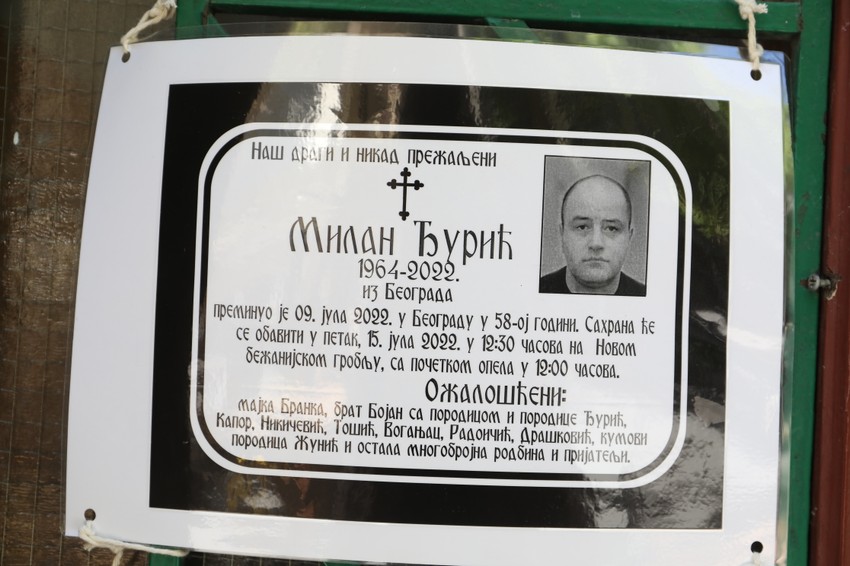 Наш драги и никад прежаљени
Милан Ђурић
1964-2022.
из Београда
преминуо је 09. јула 2022. у Београду у 58-ој години. Сахрана ће
се обавити у петак, 15. јула 2022. у 12:30 часова на Новом
бежанијском гробљу, са почетком опела у 12:00 часова.
Ожалошћени:
мајка Бранка, брат Бојан са породицом и породице Ђурић,
Капор, Никичевић, Тошић, Вогањац, Радоичић, Драшковић, кумови
породица Жунић и остала многобројна родбина и пријатељи.